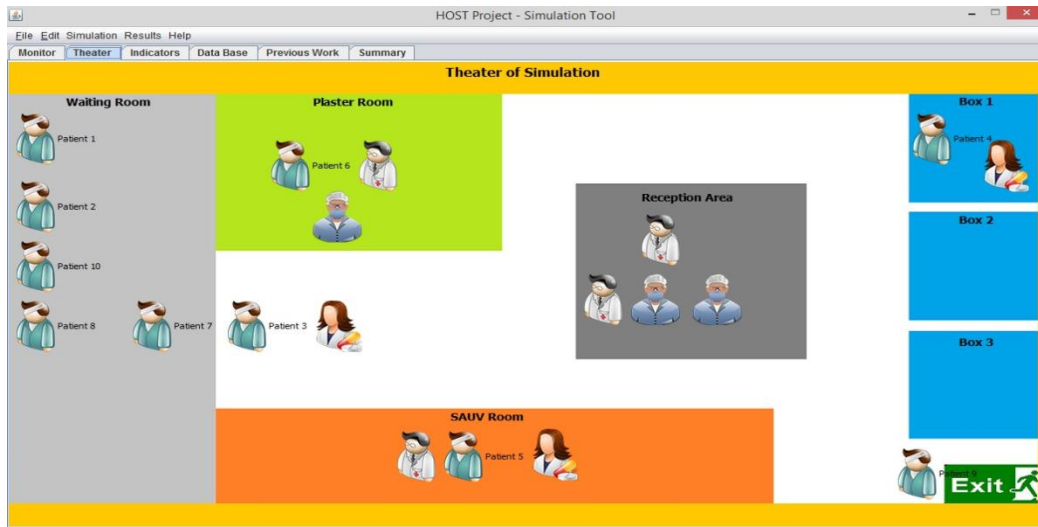 HOST Project - Simulation Tool
File Edit Simulation Results Help
Monitor Theater Indicators Data Base Previous Work Summary
Theater of Simulation
Waiting Room
Patient 1
Patient 2
Patient 10
Patient 8
Patient 7
Patient 3
Plaster Room
Patient 6
Reception Area
SAUV Room
Patient 5
Box 1
Patient 4
Box 2
Box 3
Patient 9
Exit